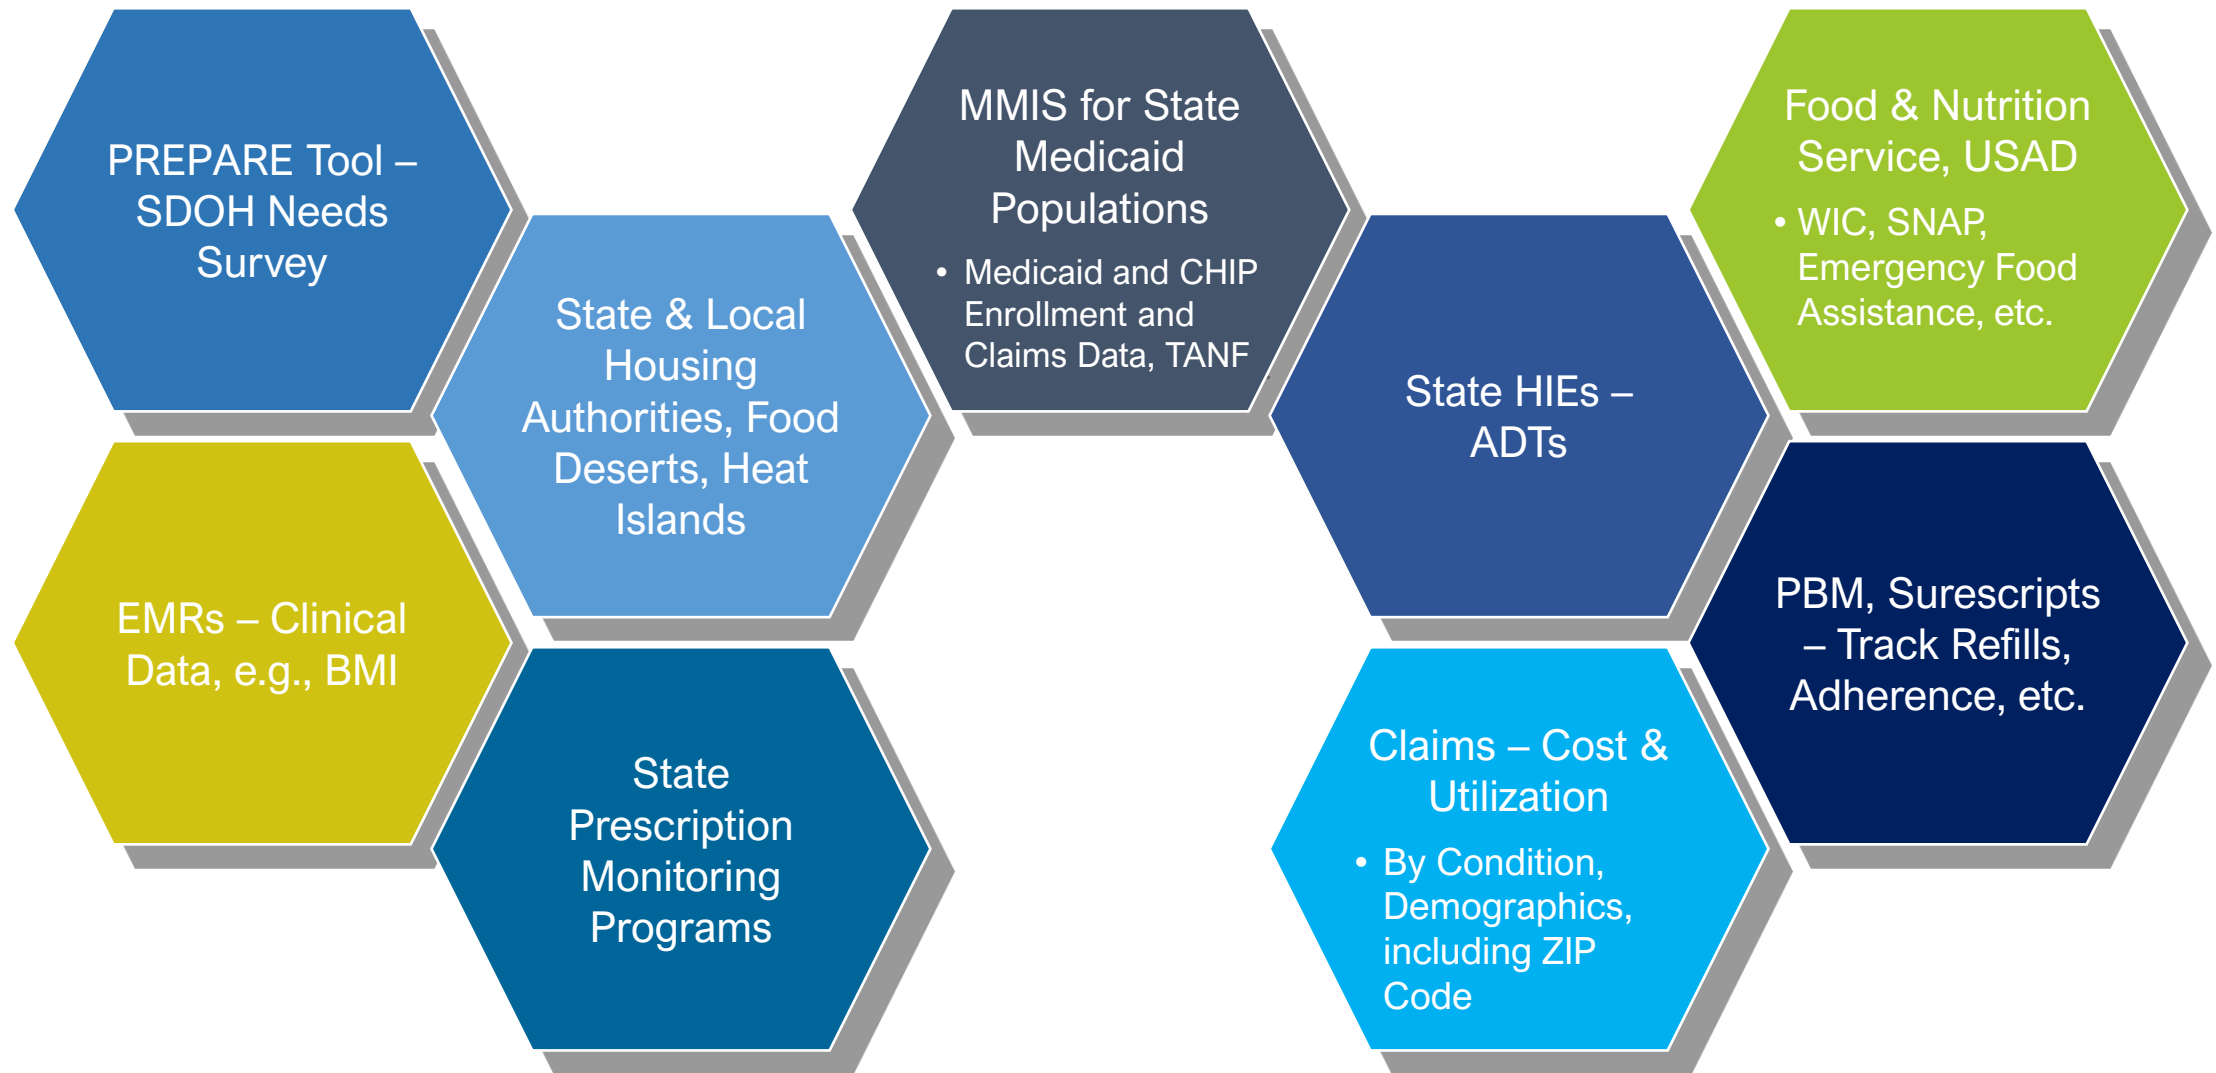 PREPARE Tool –
SDOH Needs
Survey
State & Local
Housing
Authorities, Food
Deserts, Heat
Islands
MMIS for State
Medicaid
Populations
• Medicaid and CHIP
Enrollment and
Claims Data, TANF
State HIEs –
ADTs
Food & Nutrition
Service, USAD
• WIC, SNAP,
Emergency Food
Assistance, etc.
EMRs – Clinical
Data, e.g., BMI
State
Prescription
Monitoring
Programs
Claims – Cost &
Utilization
• By Condition,
Demographics,
including ZIP
Code
PBM, Surescripts
– Track Refills,
Adherence, etc.